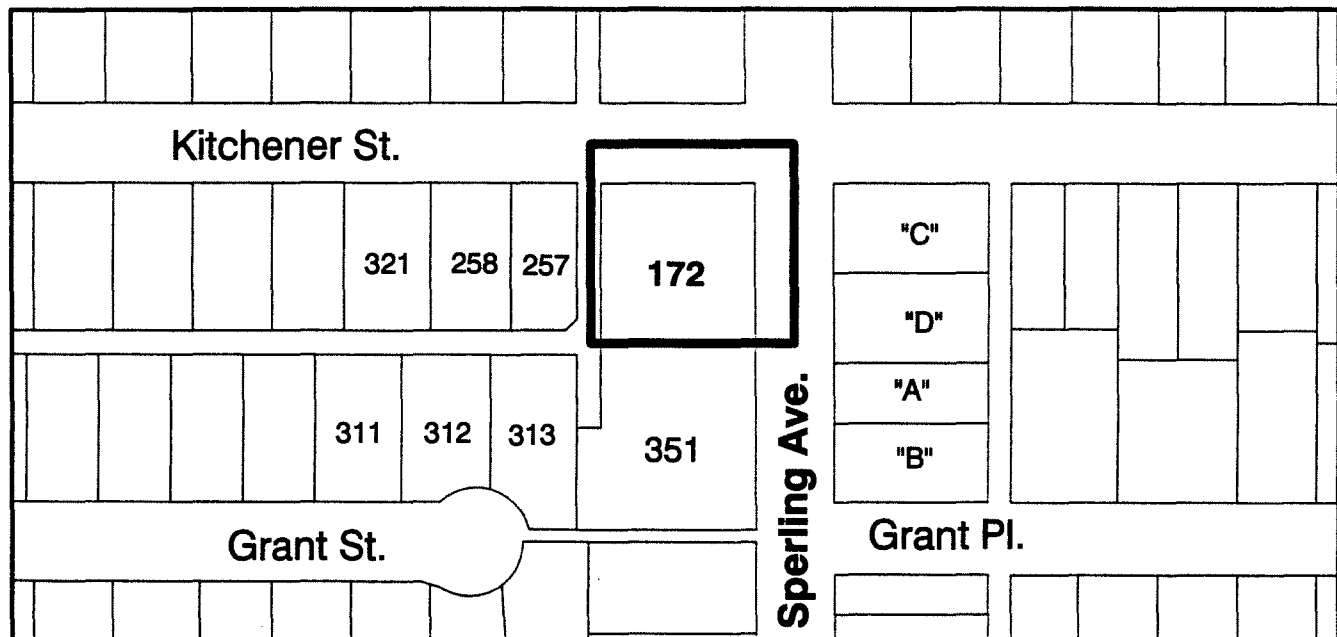 Kitchener St.
321 258 257 172 "C"
"D"
"A"
311 312 313 351 "B"
Grant St. Sperling Ave. Grant Pl.